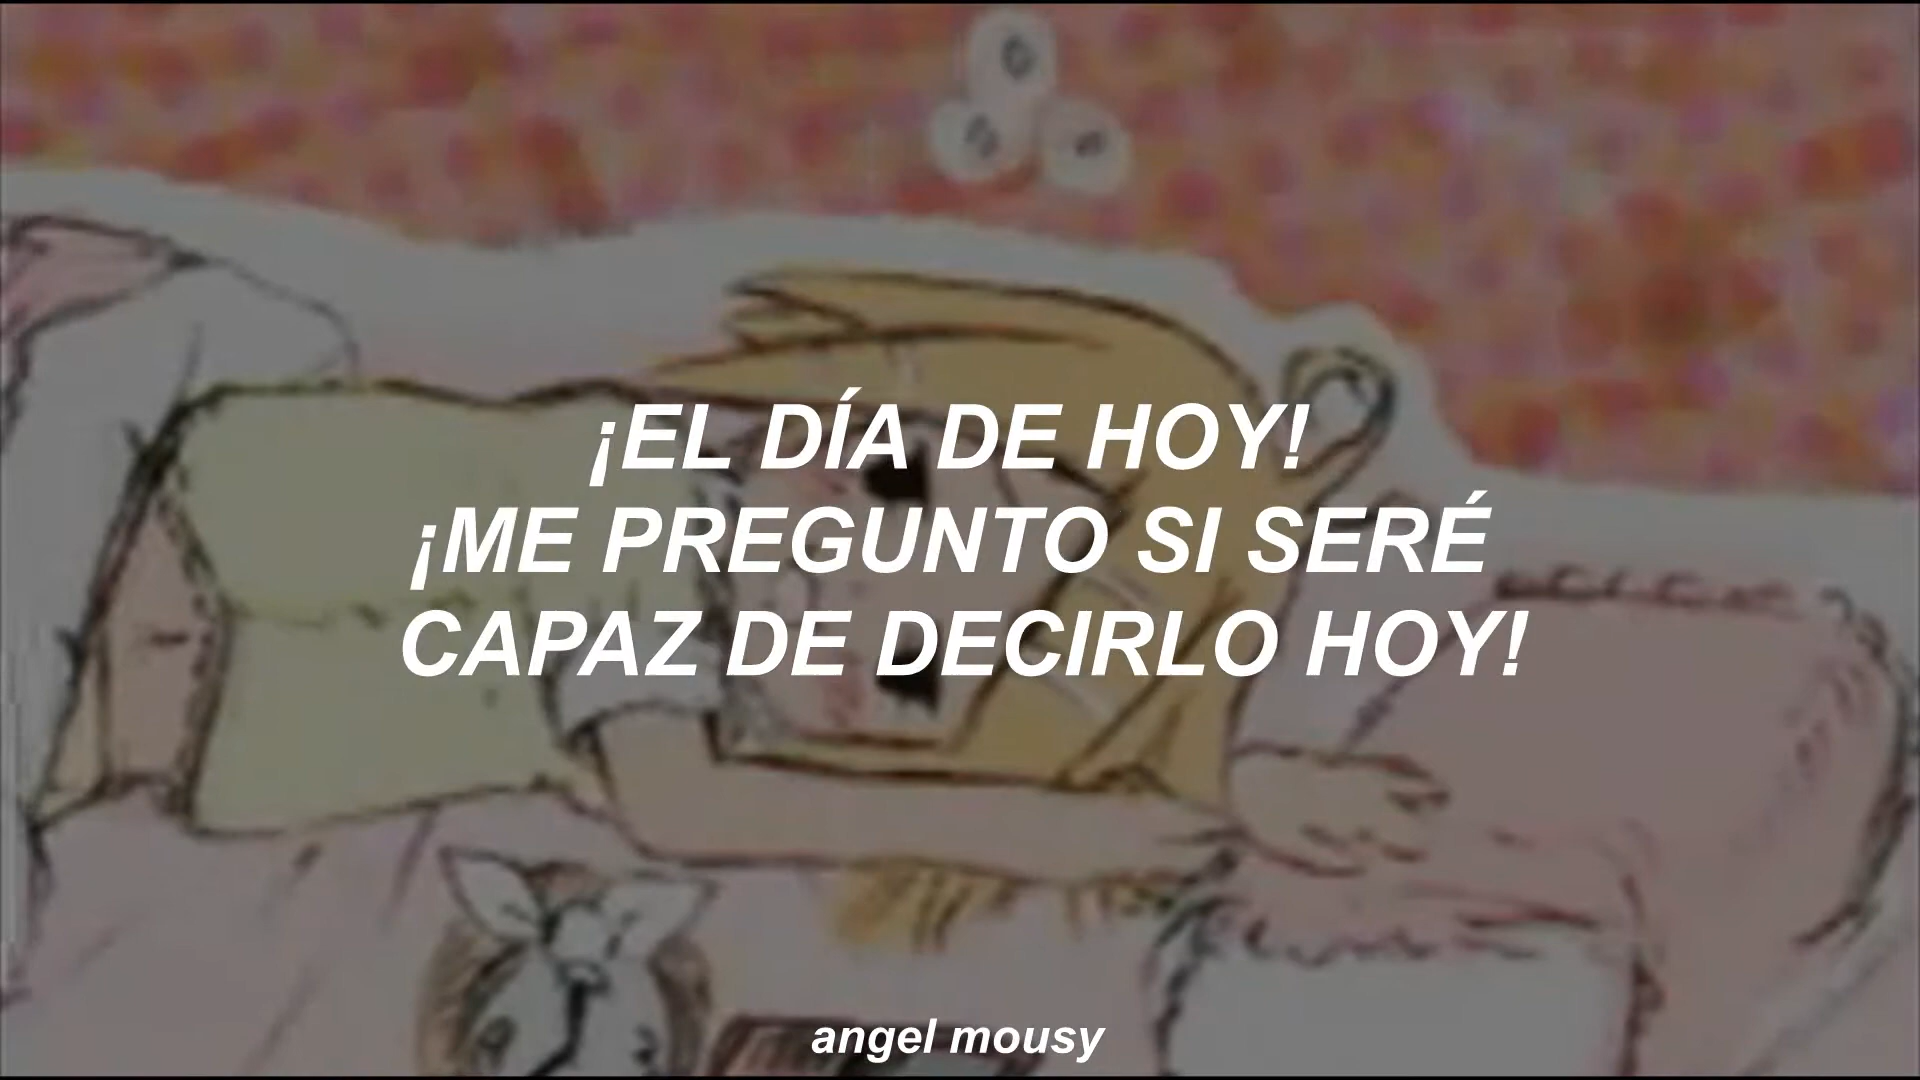 ¡EL DÍA DE HOY!
¡ME PREGUNTO SI SERÉ
CAPAZ DE DECIRLO HOY!
angel mousy